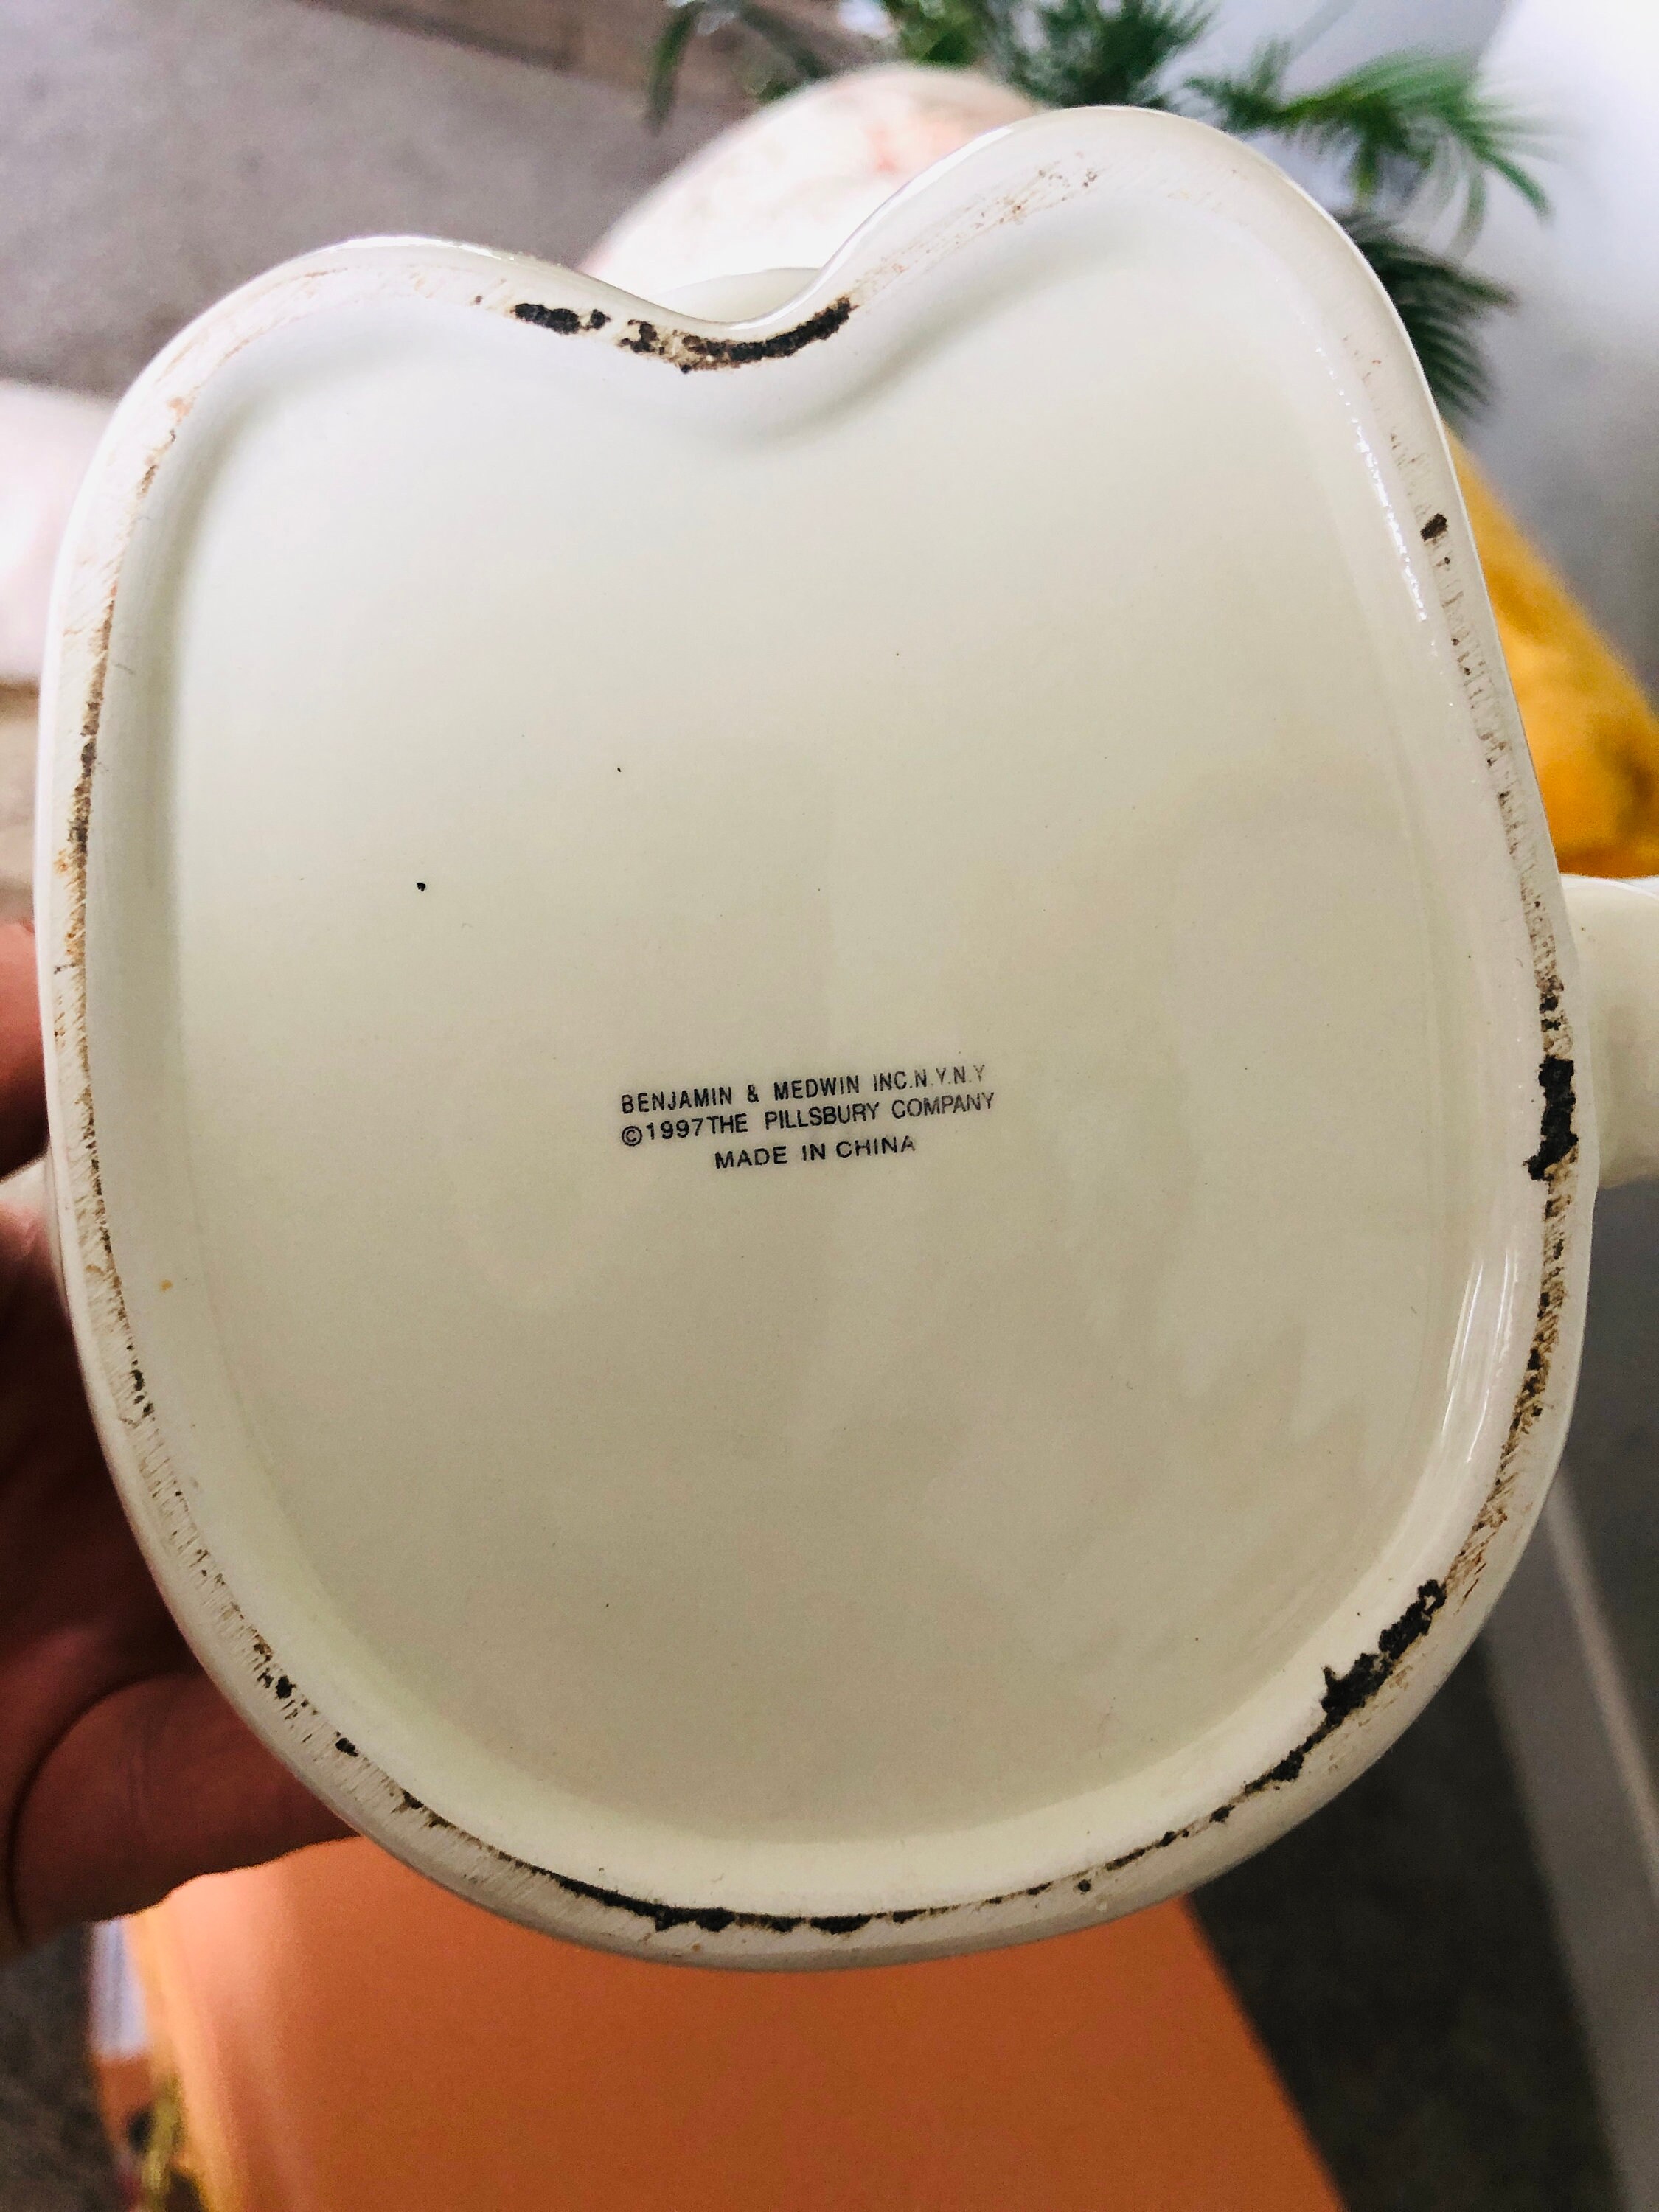 BENJAMIN & MEDWIN INC.N.Y.N.Y
©1997THE PILLSBURY COMPANY
MADE IN CHINA